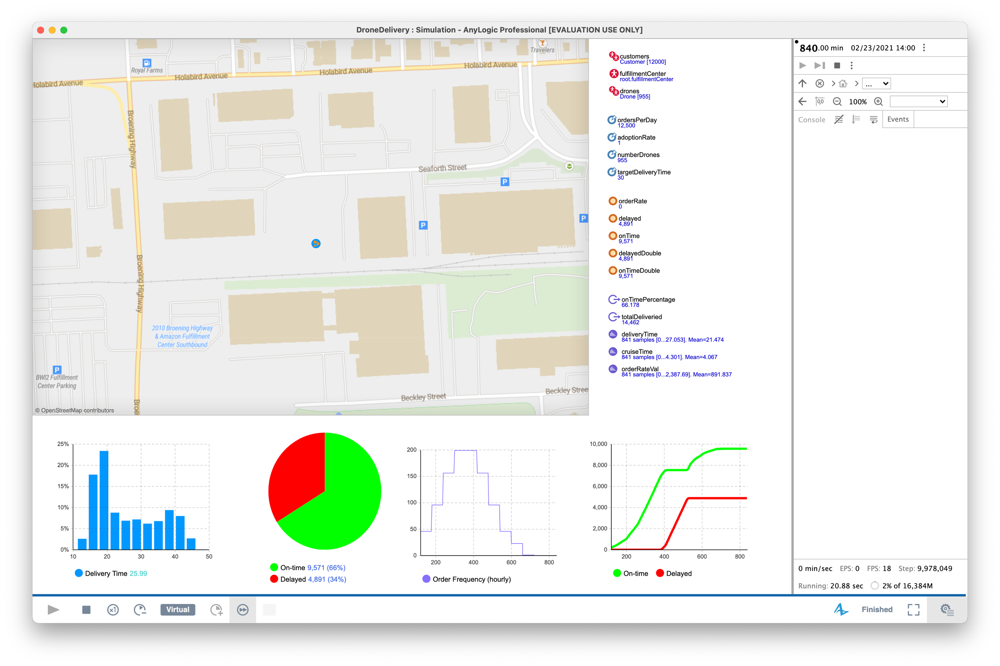 DroneDelivery : Simulation - AnyLogic Professional [EVALUATION USE ONLY]
Travelers
Royal Farms
Holabird Avenue
Holabird Avenue
Holabird Avenue
Holabird Avenue
Broening Highway
Seaforth Street
P
P
P
Broening Highway
2010 Broening Highway
& Amazon Fulfillment
Center Southbound
P
BWI2 Fulfillment
Center Parking
Beckley Street
Beckley Stree
Broe
© OpenStreetMap contributors
customers
Customer [12000]
fulfillmentCenter
root.fulfillmentCenter
drones
Drone [955]
ordersPerDay
12,500
adoptionRate
1
numberDrones
955
targetDeliveryTime
30
orderRate
0
delayed
4,891
onTime
9,571
delayedDouble
4,891
onTimeDouble
9,571
onTimePercentage
66.178
totalDeliveried
14,462
deliveryTime
841 samples [0...27.053]. Mean=21.474
cruiseTime
841 samples [0...4.301]. Mean=4.067
orderRateVal
841 samples [0...2,387.69]. Mean=891.837
840.00 min 02/23/2021 14:00
...
0,0 100%
Console Events
25%
20%
15%
10%
5%
0%
10 20 30 40 50
Delivery Time 25.99
On-time 9,571 (66%)
Delayed 4,891 (34%)
200
150
100
50
0
200 400 600 800
Order Frequency (hourly)
10,000
8,000
6,000
4,000
2,000
0
200 400 600 800
On-time Delayed
0 min/sec EPS: 0 FPS: 18 Step: 9,978,049
Running: 20.88 sec 2% of 16,384M
x1 Virtual Finished